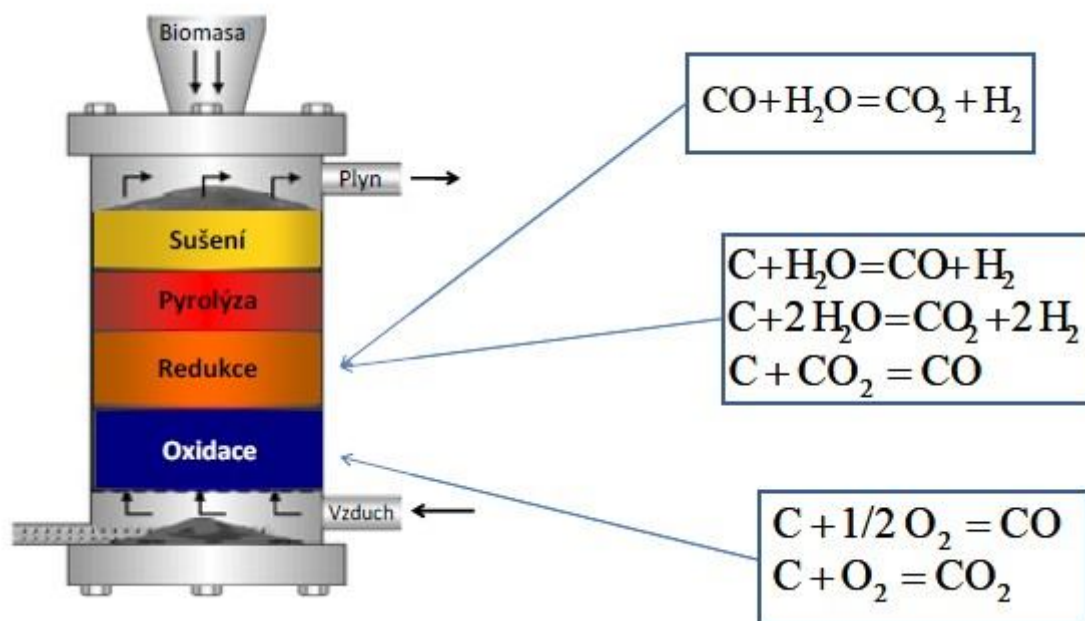 Biomasa
Plyn
Sušení
Pyrolýza
Redukce
Oxidace
Vzduch
CO+H₂O=CO₂+H₂
C+H₂O=CO+H₂
C+2H₂O=CO₂+2H₂
C+CO₂=CO
C+1/2O₂=CO
C+O₂=CO₂